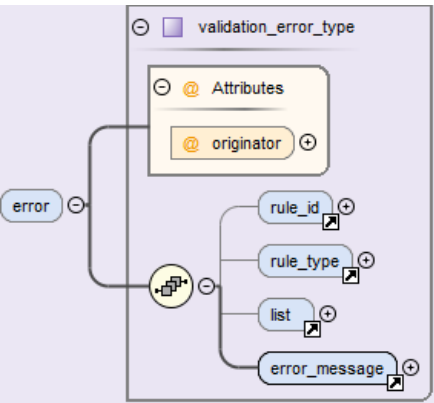 validation_error_type
@ Attributes
@ originator
error
rule_id
rule_type
list
error_message